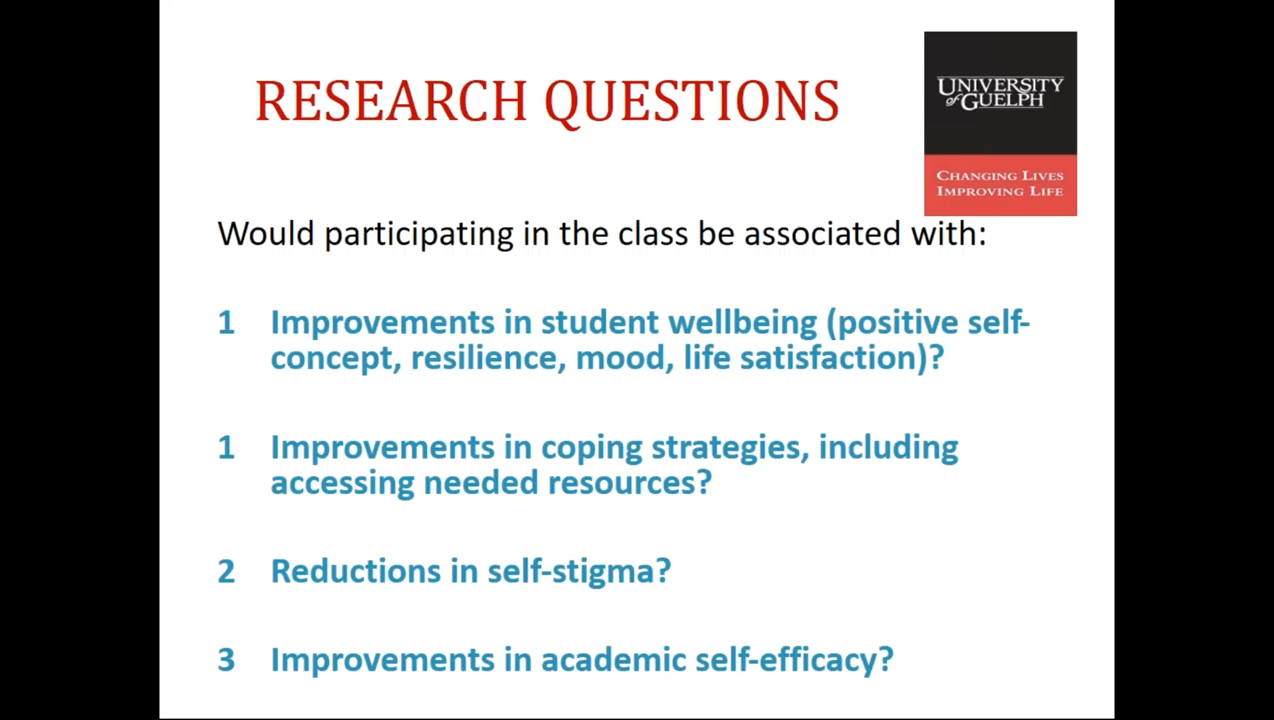 RESEARCH QUESTIONS
UNIVERSITY
of GUELPH
CHANGING LIVES
IMPROVING LIFE
Would participating in the class be associated with:
1 Improvements in student wellbeing (positive self-
concept, resilience, mood, life satisfaction)?
1 Improvements in coping strategies, including
accessing needed resources?
2 Reductions in self-stigma?
3 Improvements in academic self-efficacy?